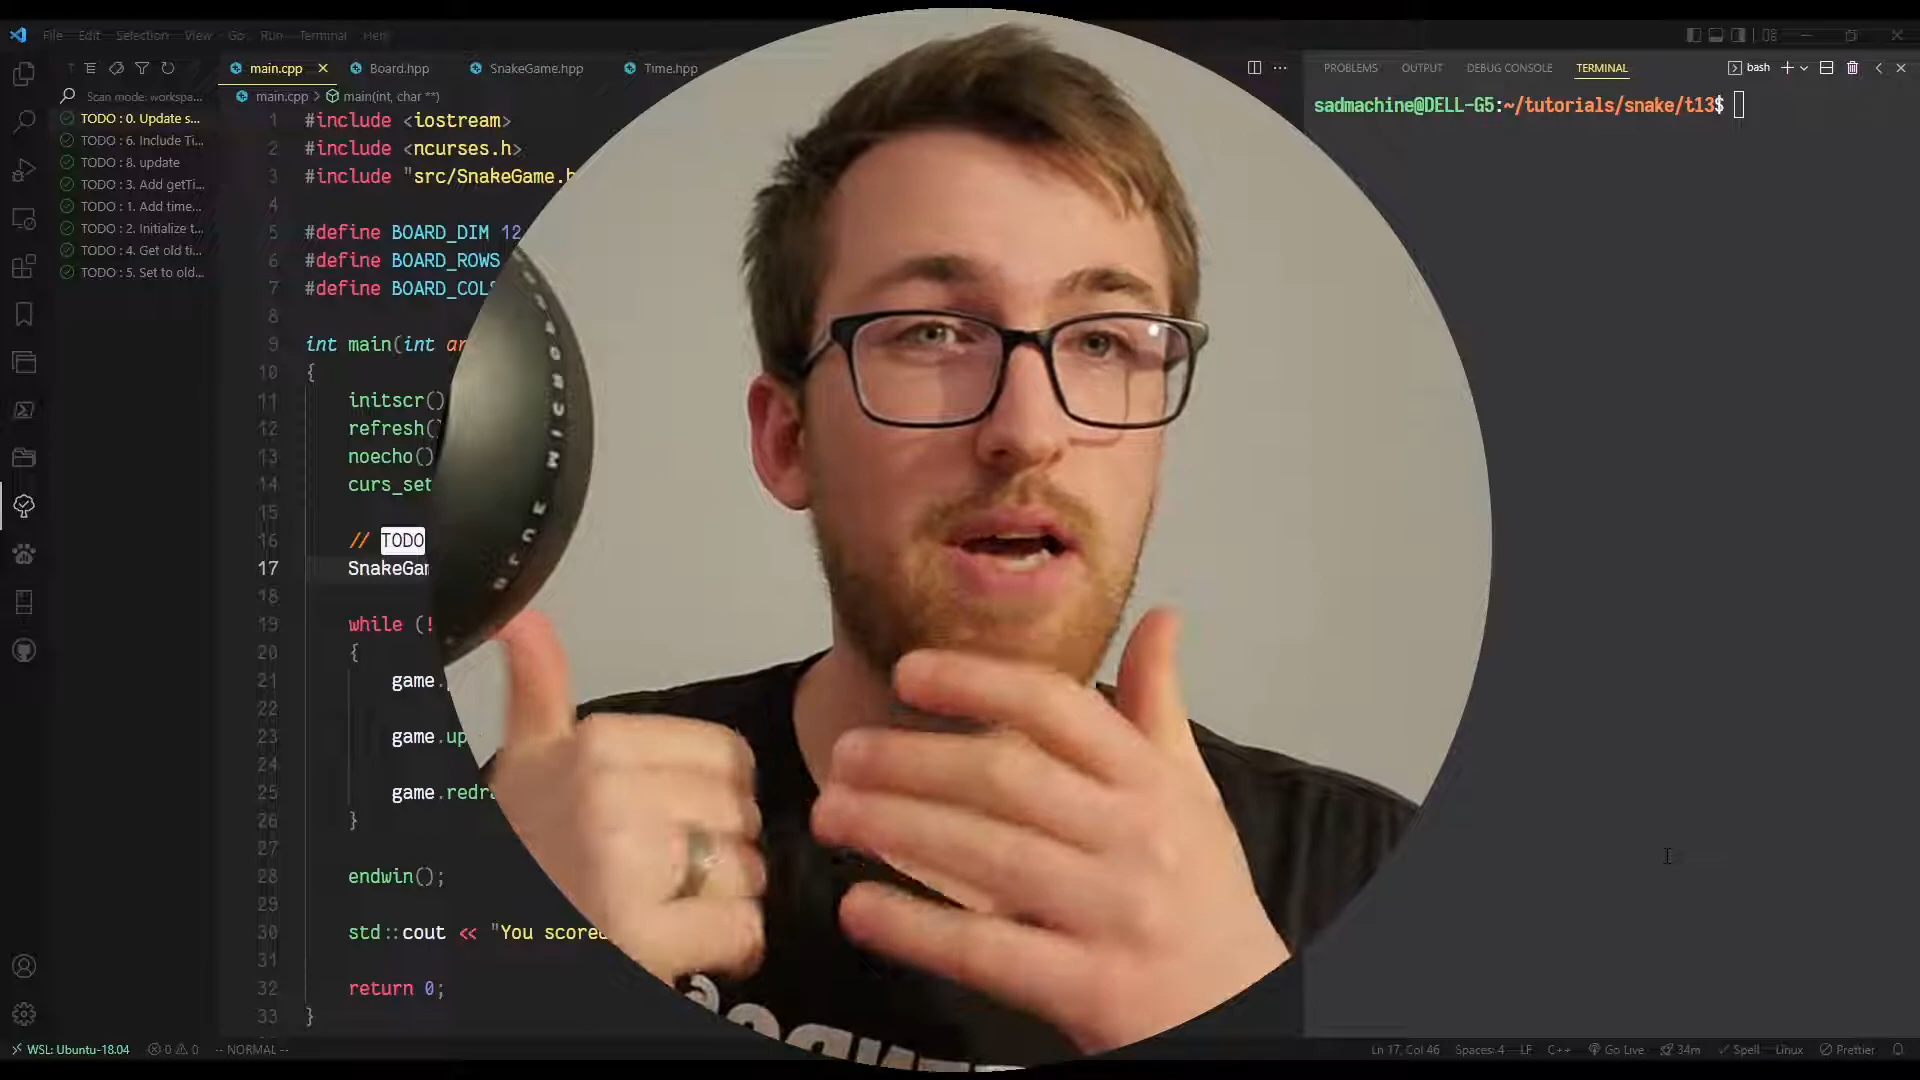 File Edit Selection View Go Run Terminal
main.cpp Board.hpp SnakeGame.hpp Time.hpp
PROBLEMS OUTPUT DEBUG CONSOLE TERMINAL bash
Scan mode: workspa...
main.cpp > main(int, char **)
TODO : 0. Update s...
TODO : 6. Include Ti...
TODO : 8. update
TODO : 3. Add getTi...
TODO : 1. Add time...
TODO : 2. Initialize t...
TODO : 4. Get old ti...
TODO : 5. Set to old...
1 #include <iostream>
2 #include <ncurses.h>
3 #include "src/SnakeGame.h
4
5 #define BOARD_DIM 12
6 #define BOARD_ROWS
7 #define BOARD_COLS
8
9 int main(int ar
10 {
11 initscr()
12 refresh()
13 noecho()
14 curs_set
15
16 // TODO
17 SnakeGam
18
19 while (!
20 {
21 game.
22
23 game.up
24
25 game.redra
26 }
27
28 endwin();
29
30 std::cout << "You scored
31
32 return 0;
33 }
sadmachine@DELL-G5:~/tutorials/snake/t13$
WSL: Ubuntu-18.04 0 0 -- NORMAL -- Ln 17, Col 46 Spaces: 4 LF C++ Go Live 34m Spell Linux Prettier